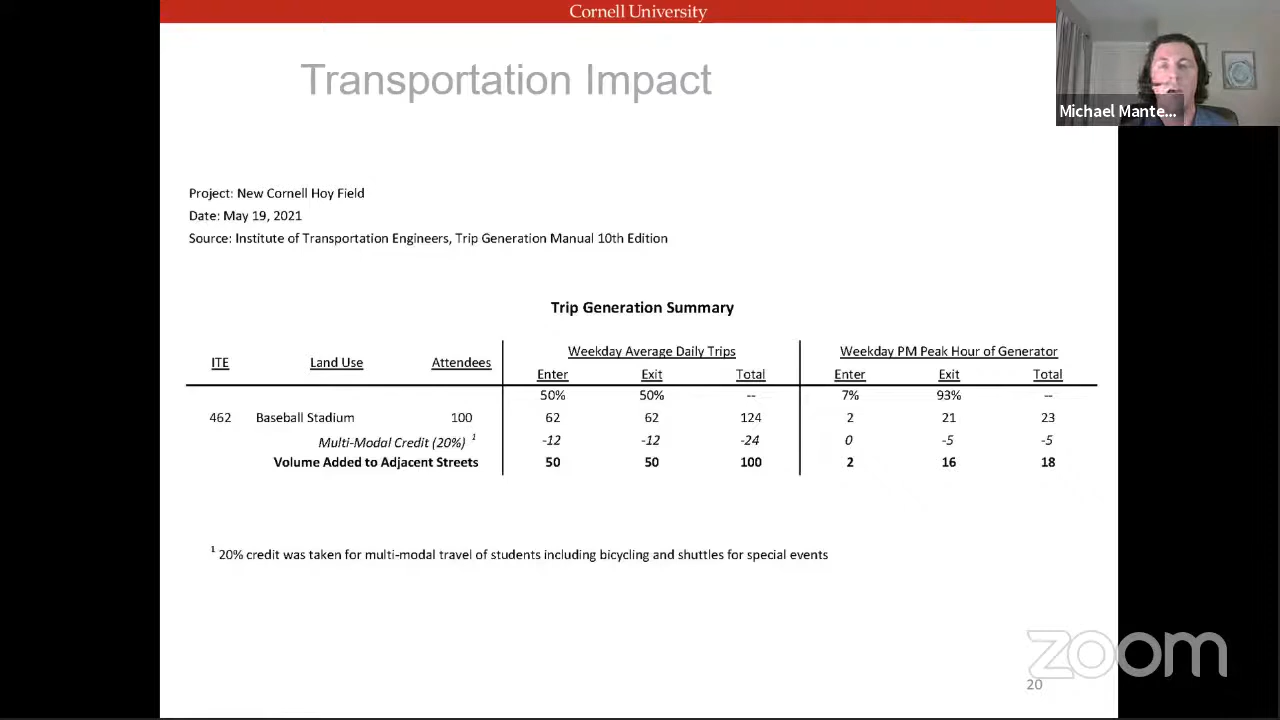 Cornell University
Transportation Impact
Michael Mante...
Project: New Cornell Hoy Field
Date: May 19, 2021
Source: Institute of Transportation Engineers, Trip Generation Manual 10th Edition
Trip Generation Summary
Weekday Average Daily Trips Weekday PM Peak Hour of Generator
ITE Land Use Attendees Enter Exit Total Enter Exit Total
50% 50% -- 7% 93% --
462 Baseball Stadium 100 62 62 124 2 21 23
Multi-Modal Credit (20%) 1 -12 -12 -24 0 -5 -5
Volume Added to Adjacent Streets 50 50 100 2 16 18
1 20% credit was taken for multi-modal travel of students including bicycling and shuttles for special events
zoom
20